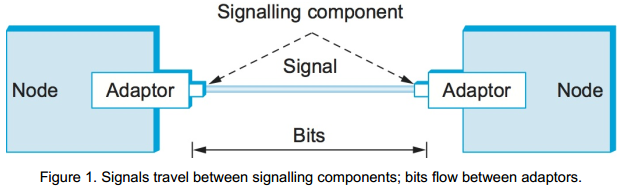 Signalling component
Signal
Node
Adaptor
Adaptor
Node
Bits
Figure 1. Signals travel between signalling components; bits flow between adaptors.